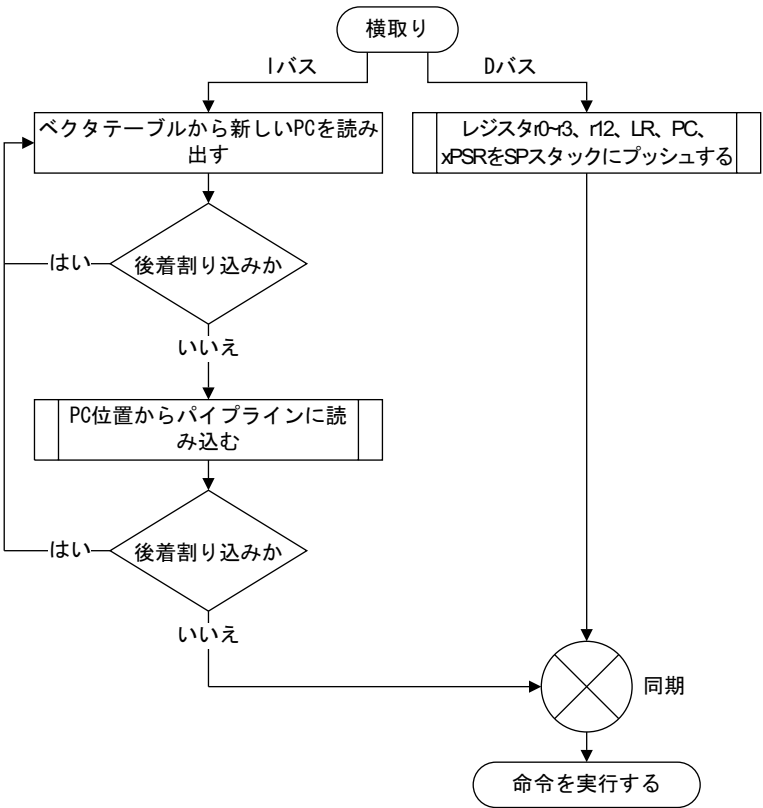 横取り
Iバス
Dバス
ベクタテーブルから新しいPCを読み
出す
レジスタr0~r3、r12、LR、PC、
xPSRをSPスタックにプッシュする
後着割り込みか
はい
いいえ
PC位置からパイプラインに読
み込む
後着割り込みか
はい
いいえ
同期
命令を実行する